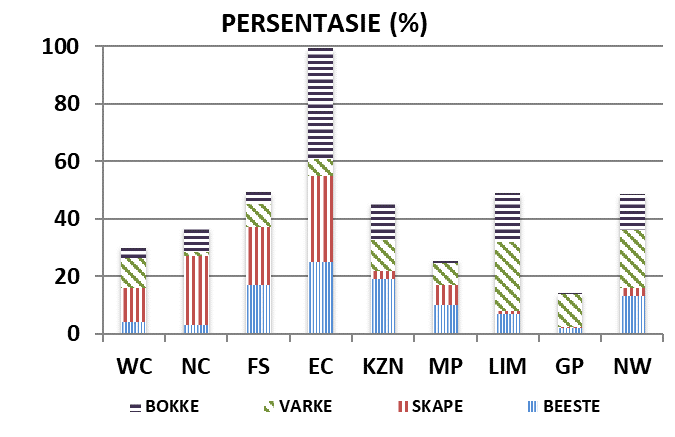 PERSENTASIE (%)
100
80
60
40
20
0
WC NC FS EC KZN MP LIM GP NW
BOKKE VARKE SKAPE BEESTE